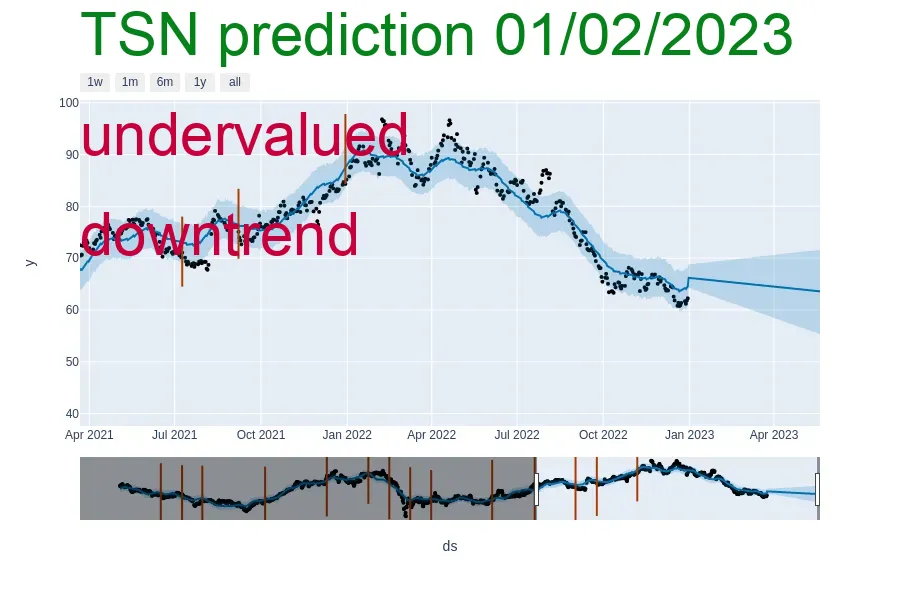 TSN prediction 01/02/2023
1w 1m 6m 1y all
100
undervalued
90
80
downtrend
70
y
60
50
40
Apr 2021 Jul 2021 Oct 2021 Jan 2022 Apr 2022 Jul 2022 Oct 2022 Jan 2023 Apr 2023
ds